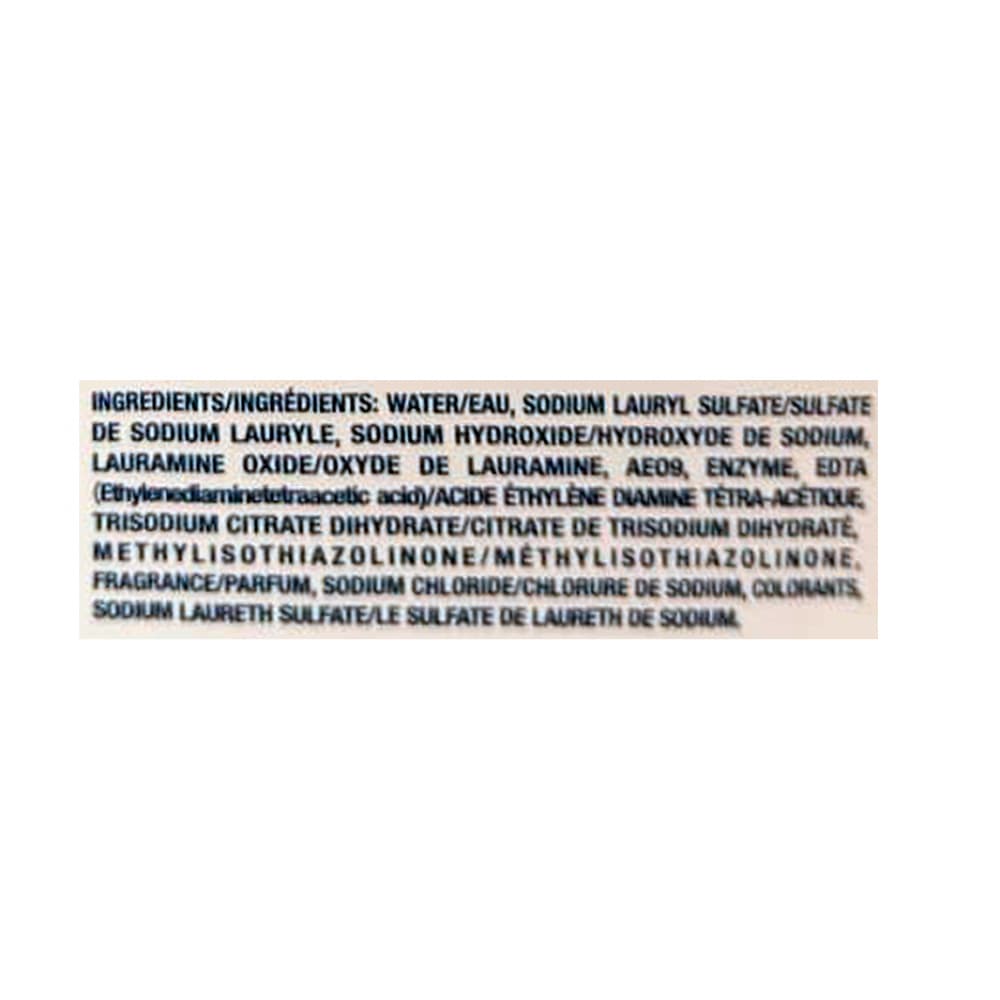 INGREDIENTS/INGRÉDIENTS: WATER/EAU, SODIUM LAURYL SULFATE/SULFATE
DE SODIUM LAURYLE, SODIUM HYDROXIDE/HYDROXYDE DE SODIUM,
LAURAMINE OXIDE/OXYDE DE LAURAMINE, AEO9, ENZYME, EDTA
(Ethylenediaminetetraacetic acid)/ACIDE ÉTHYLÈNE DIAMINE TÉTRA-ACÉTIQUE,
TRISODIUM CITRATE DIHYDRATE/CITRATE DE TRISODIUM DIHYDRATÉ,
METHYLISOTHIAZOLINONE/MÉTHYLISOTHIAZOLINONE,
FRAGRANCE/PARFUM, SODIUM CHLORIDE/CHLORURE DE SODIUM, COLORANTS,
SODIUM LAURETH SULFATE/LE SULFATE DE LAURETH DE SODIUM.